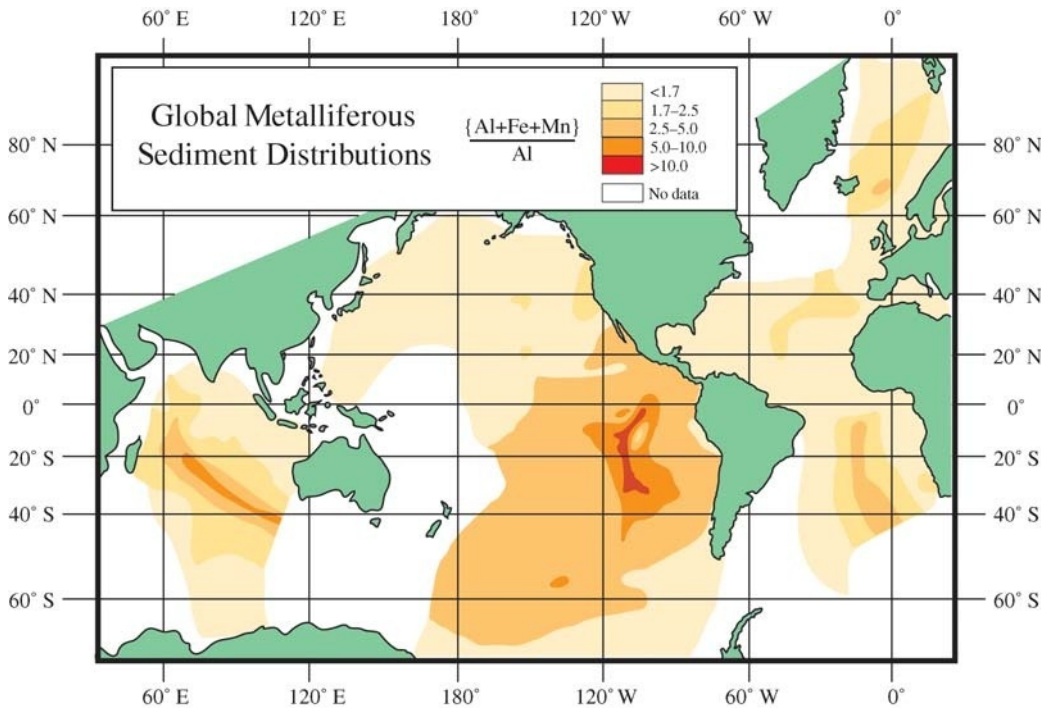 60° E 120° E 180° 120° W 60° W 0°
Global Metalliferous
Sediment Distributions
{Al+Fe+Mn}
Al
<1.7
1.7–2.5
2.5–5.0
5.0–10.0
>10.0
No data
80° N 80° N
60° N 60° N
40° N 40° N
20° N 20° N
0° 0°
20° S 20° S
40° S 40° S
60° S 60° S
60° E 120° E 180° 120° W 60° W 0°